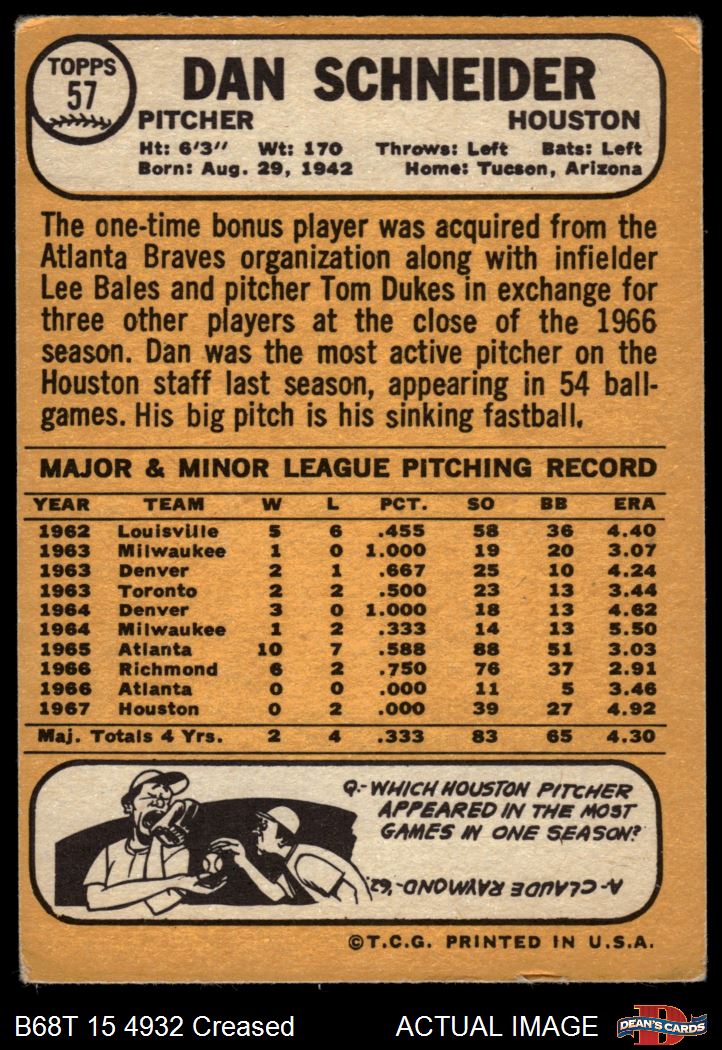 TOPPS
57
DAN SCHNEIDER
PITCHER HOUSTON
Ht: 6'3" Wt: 170 Throws: Left Bats: Left
Born: Aug. 29, 1942 Home: Tucson, Arizona
The one-time bonus player was acquired from the
Atlanta Braves organization along with infielder
Lee Bales and pitcher Tom Dukes in exchange for
three other players at the close of the 1966
season. Dan was the most active pitcher on the
Houston staff last season, appearing in 54 ball-
games. His big pitch is his sinking fastball.
MAJOR & MINOR LEAGUE PITCHING RECORD
YEAR TEAM W L PCT. SO BB ERA
1962 Louisville 5 6 .455 58 36 4.40
1963 Milwaukee 1 0 1.000 19 20 3.07
1963 Denver 2 1 .667 25 10 4.24
1963 Toronto 2 2 .500 23 13 3.44
1964 Denver 3 0 1.000 18 13 4.62
1964 Milwaukee 1 2 .333 14 13 5.50
1965 Atlanta 10 7 .588 88 51 3.03
1966 Richmond 6 2 .750 76 37 2.91
1966 Atlanta 0 0 .000 11 5 3.46
1967 Houston 0 2 .000 39 27 4.92
Maj. Totals 4 Yrs. 2 4 .333 83 65 4.30
Q.- WHICH HOUSTON PITCHER
APPEARED IN THE MOST
GAMES IN ONE SEASON?
A- CLAUDE RAYMOND-'62.
©T.C.G. PRINTED IN U.S.A.
B68T 15 4932 Creased ACTUAL IMAGE
D
DEAN'S CARDS